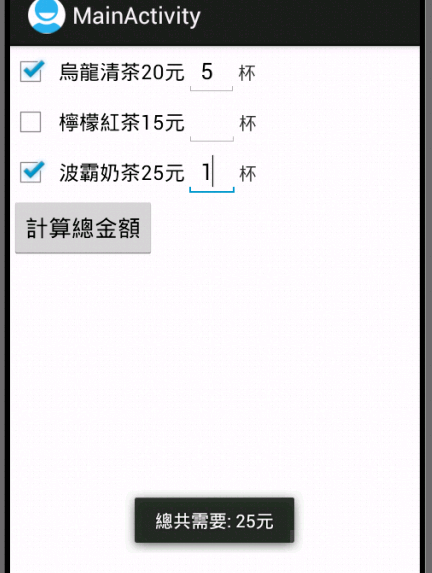 MainActivity
烏龍清茶20元 5 杯
檸檬紅茶15元 杯
波霸奶茶25元 1 杯
計算總金額
總共需要: 25元